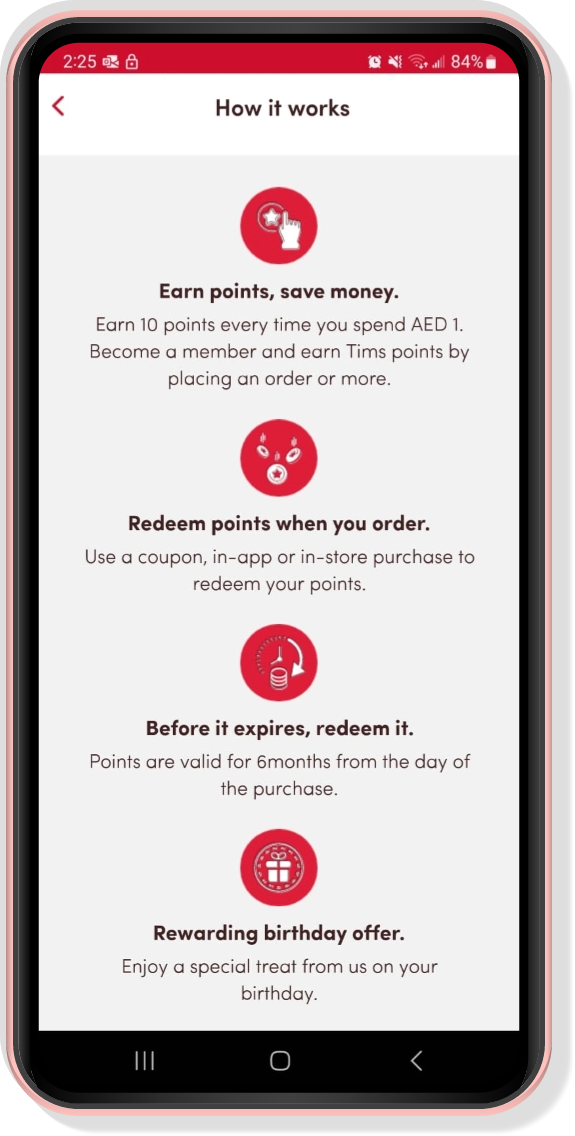 2:25 84%
How it works
Earn points, save money.
Earn 10 points every time you spend AED 1.
Become a member and earn Tims points by
placing an order or more.
Redeem points when you order.
Use a coupon, in-app or in-store purchase to
redeem your points.
Before it expires, redeem it.
Points are valid for 6months from the day of
the purchase.
Rewarding birthday offer.
Enjoy a special treat from us on your
birthday.